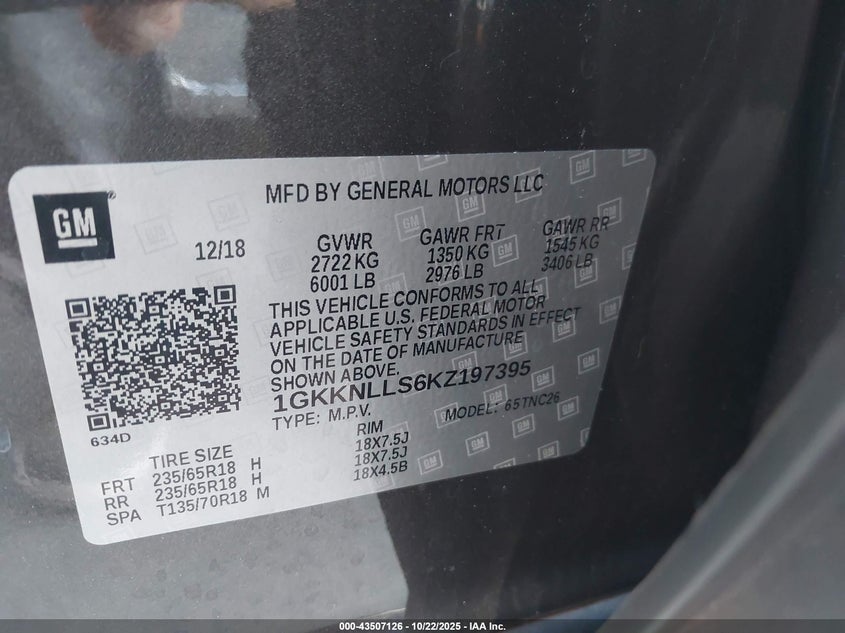 GM
MFD BY GENERAL MOTORS LLC
12/18
GVWR GAWR FRT GAWR RR
2722 KG 1350 KG 1545 KG
6001 LB 2976 LB 3406 LB
THIS VEHICLE CONFORMS TO ALL
APPLICABLE U.S. FEDERAL MOTOR
VEHICLE SAFETY STANDARDS IN EFFECT
ON THE DATE OF MANUFACTURE
SHOWN ABOVE.
1GKKNLLS6KZ197395
TYPE: M.P.V. MODEL: 65TNC26
634D
TIRE SIZE RIM
FRT 235/65R18 H 18X7.5J
RR 235/65R18 H 18X7.5J
SPA T135/70R18 M 18X4.5B
000-43507126 - 10/22/2025 - IAA Inc.